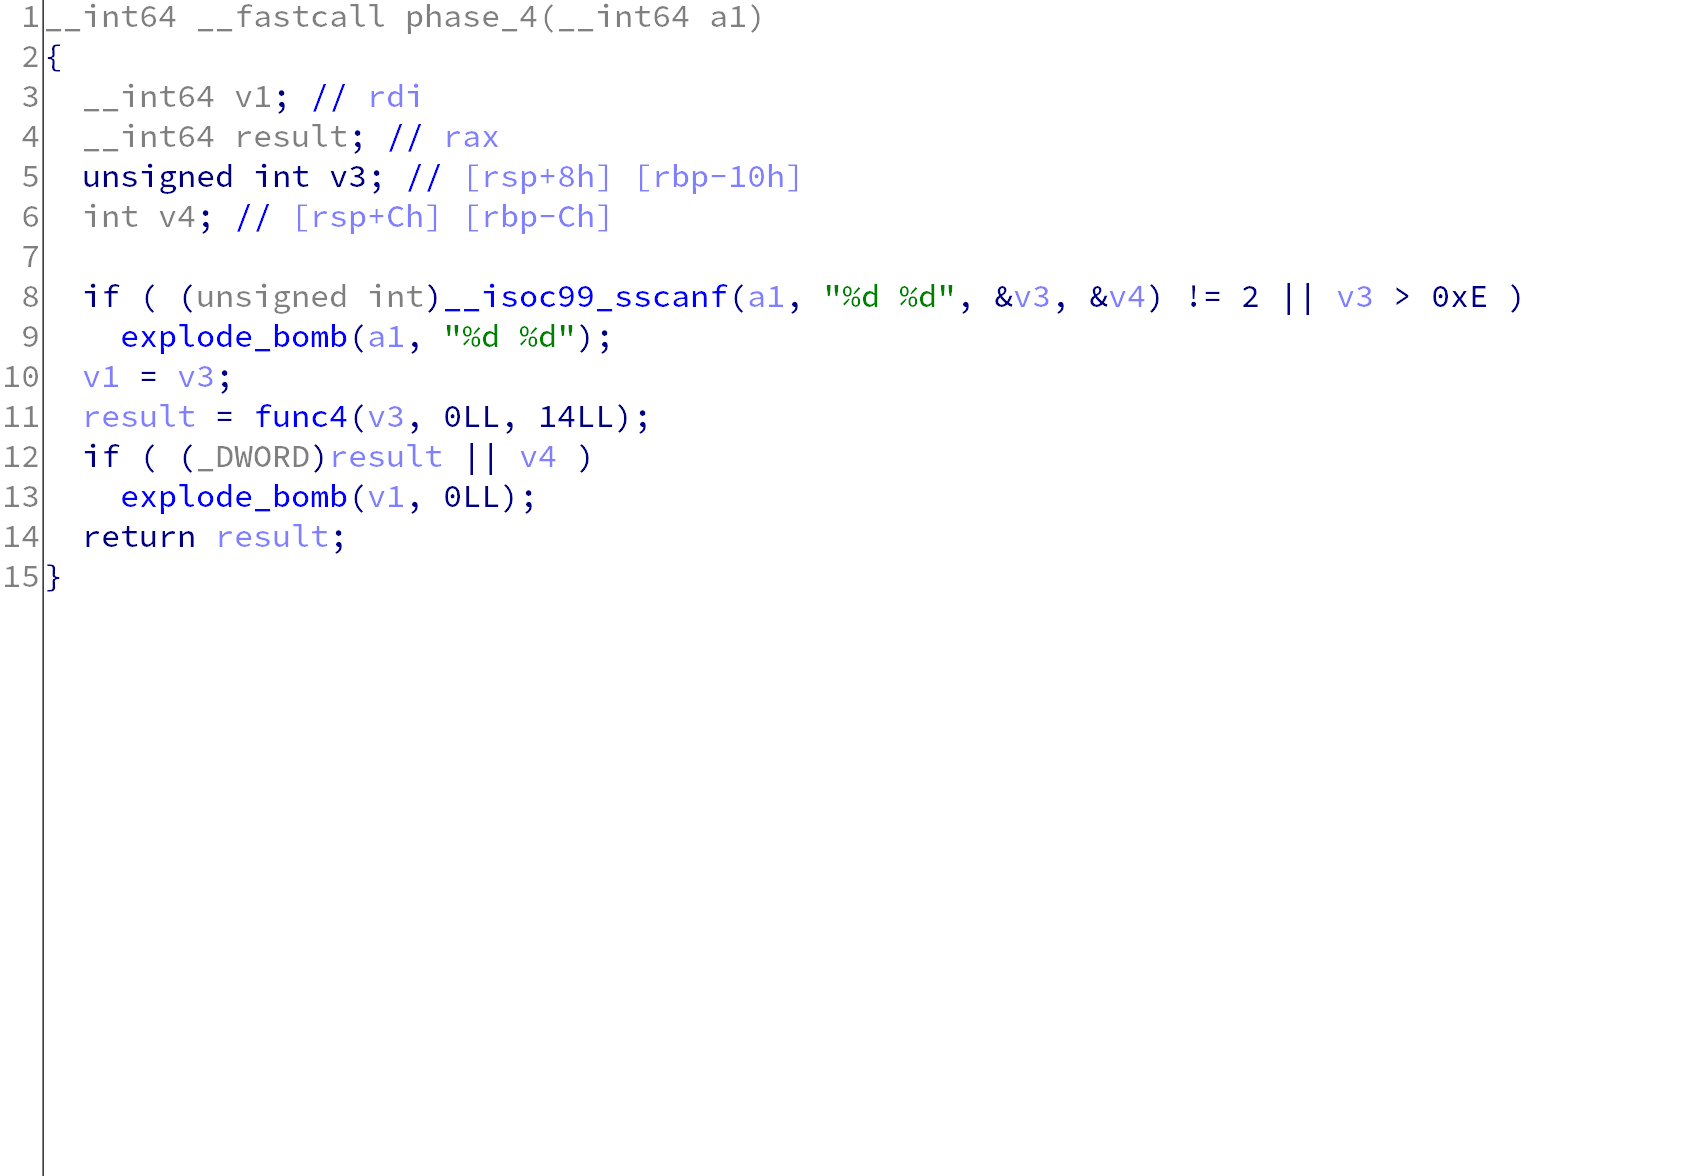 1 __int64 __fastcall phase_4(__int64 a1)
2 {
3   __int64 v1; // rdi
4   __int64 result; // rax
5   unsigned int v3; // [rsp+8h] [rbp-10h]
6   int v4; // [rsp+Ch] [rbp-Ch]
7
8   if ( (unsigned int)__isoc99_sscanf(a1, "%d %d", &v3, &v4) != 2 || v3 > 0xE )
9     explode_bomb(a1, "%d %d");
10   v1 = v3;
11   result = func4(v3, 0LL, 14LL);
12   if ( (_DWORD)result || v4 )
13     explode_bomb(v1, 0LL);
14   return result;
15 }